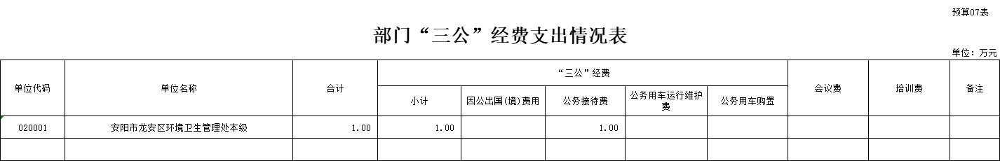 预算07表
部门“三公”经费支出情况表
单位：万元
单位代码 单位名称 合计 “三公”经费 会议费 培训费 备注
小计 因公出国(境)费用 公务接待费 公务用车运行维护费 公务用车购置
020001 安阳市龙安区环境卫生管理处本级 1.00 1.00 1.00